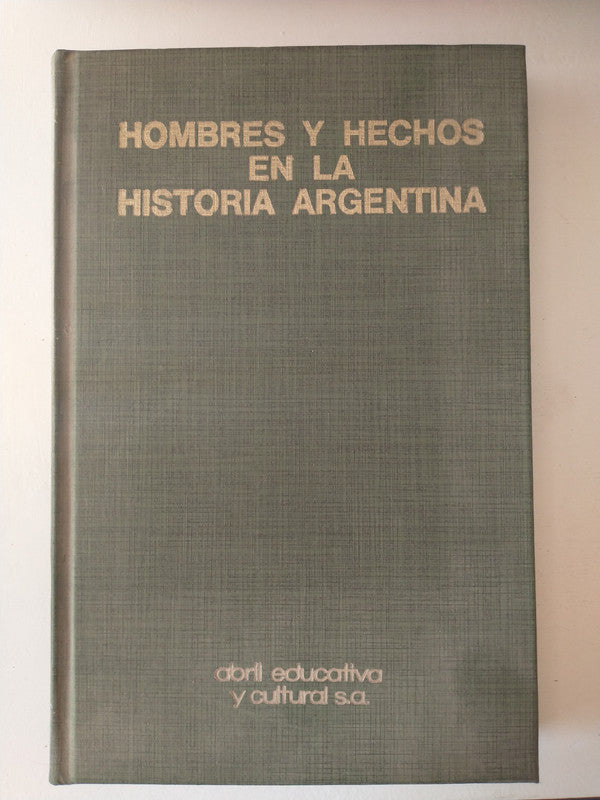 HOMBRES Y HECHOS
EN LA
HISTORIA ARGENTINA
abril educativa
y cultural s.a.